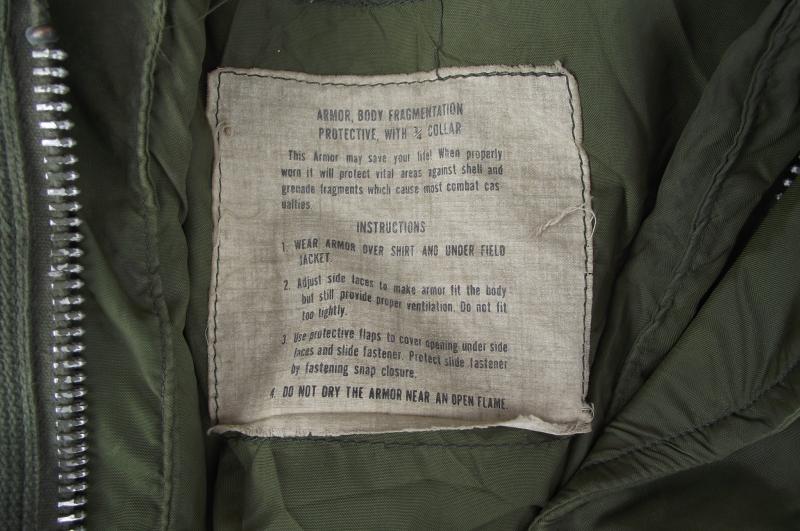 ARMOR, BODY FRAGMENTATION
PROTECTIVE, WITH ¾ COLLAR
This Armor may save your life! When properly
worn it will protect vital areas against shell and
grenade fragments which cause most combat cas
ualties.
INSTRUCTIONS
1. WEAR ARMOR OVER SHIRT AND UNDER FIELD
JACKET.
2. Adjust side laces to make armor fit the body
but still provide proper ventilation. Do not fit
too tightly.
3. Use protective flaps to cover opening under side
laces and slide fastener. Protect slide fastener
by fastening snap closure.
4. DO NOT DRY THE ARMOR NEAR AN OPEN FLAME.